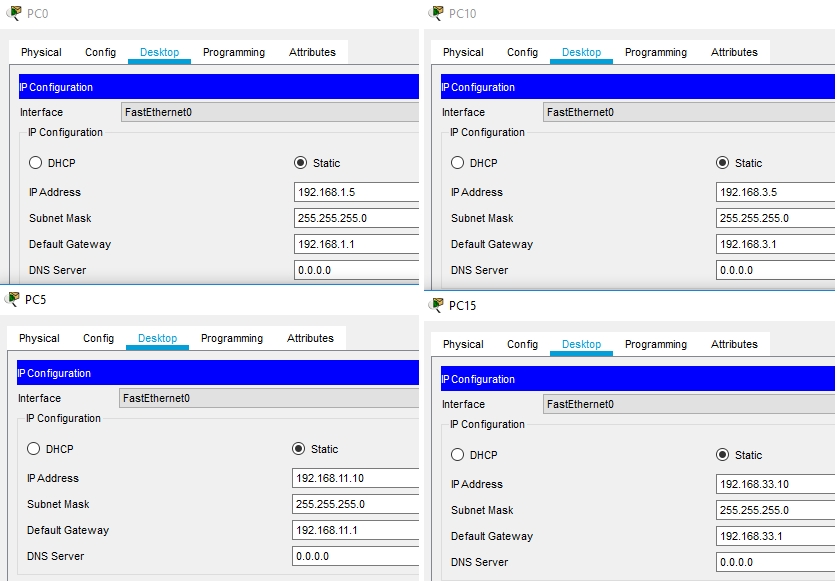 PC0
Physical Config Desktop Programming Attributes
IP Configuration
Interface FastEthernet0
IP Configuration
DHCP Static
IP Address 192.168.1.5
Subnet Mask 255.255.255.0
Default Gateway 192.168.1.1
DNS Server 0.0.0.0
PC10
Physical Config Desktop Programming Attributes
IP Configuration
Interface FastEthernet0
IP Configuration
DHCP Static
IP Address 192.168.3.5
Subnet Mask 255.255.255.0
Default Gateway 192.168.3.1
DNS Server 0.0.0.0
PC5
Physical Config Desktop Programming Attributes
IP Configuration
Interface FastEthernet0
IP Configuration
DHCP Static
IP Address 192.168.11.10
Subnet Mask 255.255.255.0
Default Gateway 192.168.11.1
DNS Server 0.0.0.0
PC15
Physical Config Desktop Programming Attributes
IP Configuration
Interface FastEthernet0
IP Configuration
DHCP Static
IP Address 192.168.33.10
Subnet Mask 255.255.255.0
Default Gateway 192.168.33.1
DNS Server 0.0.0.0